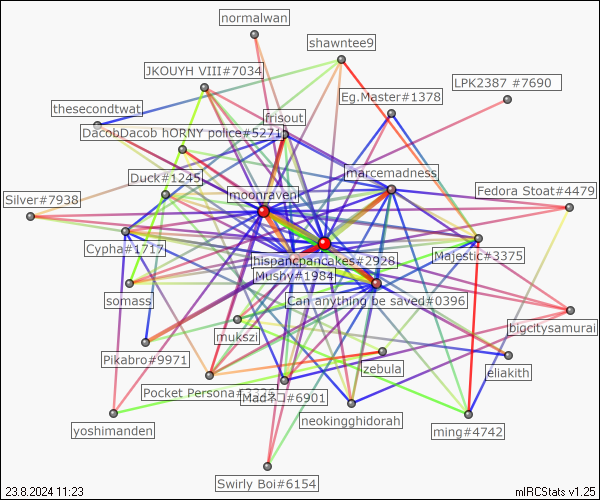 normalwan
shawntee9
JKOUYH VIII#7034
LPK2387 #7690
Eg.Master#1378
thesecondtwat
frisout
DacobDacob hORNY police#5271
marcemadness
Duck#1245
Fedora Stoat#4479
Silver#7938
moonraven
Cypha#1717
Majestic#3375
hispancpancakes#2928
Mushy#1984
somass
Can anything be saved#0396
bigcitysamurai
mukszi
Pikabro#9971
zebula
eliakith
Pocket Persona
Madネコ#6901
neokingghidorah
yoshimanden
ming#4742
Swirly Boi#6154
23.8.2024 11:23
mIRCStats v1.25